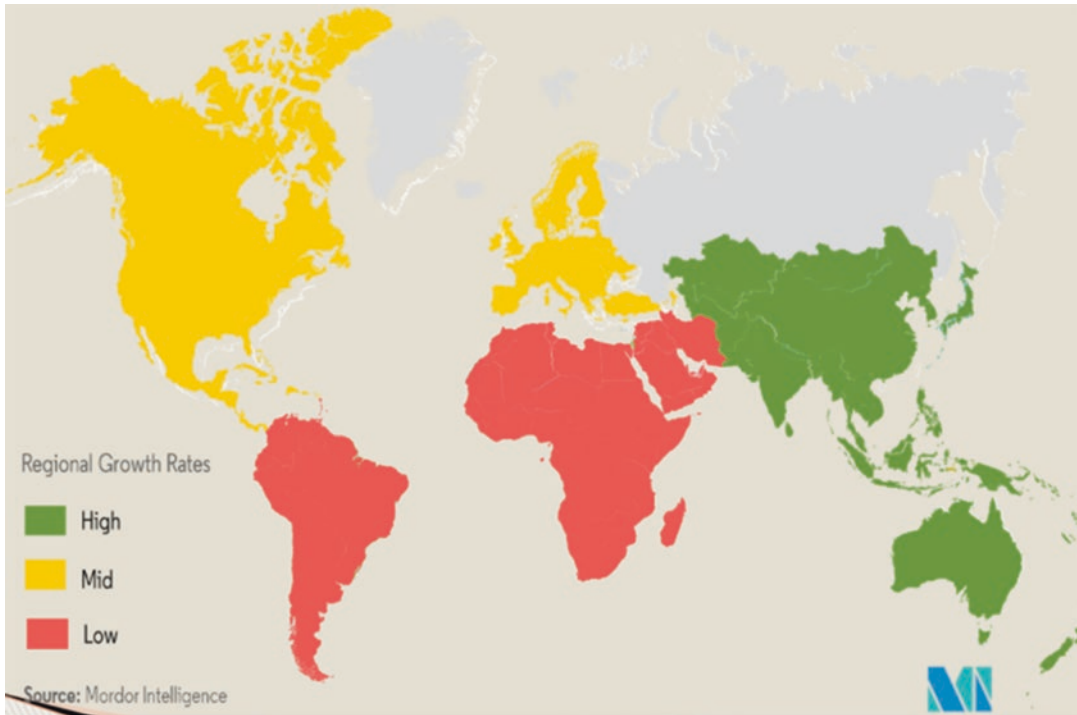 Regional Growth Rates
High
Mid
Low
Source: Mordor Intelligence